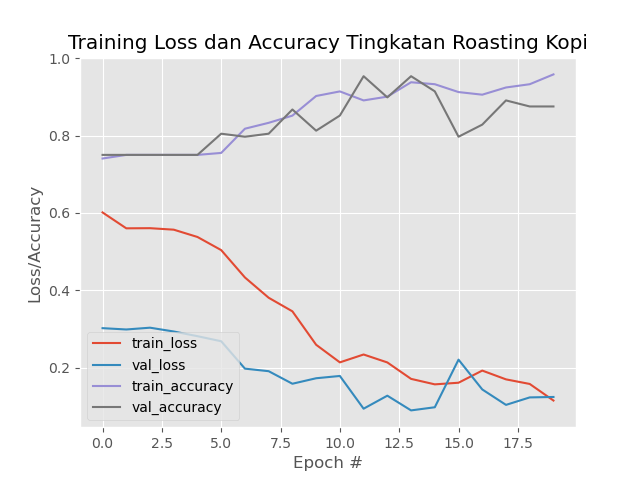 Training Loss dan Accuracy Tingkatan Roasting Kopi
1.0
0.8
0.6
0.4
0.2
Loss/Accuracy
train_loss
val_loss
train_accuracy
val_accuracy
0.0 2.5 5.0 7.5 10.0 12.5 15.0 17.5
Epoch #